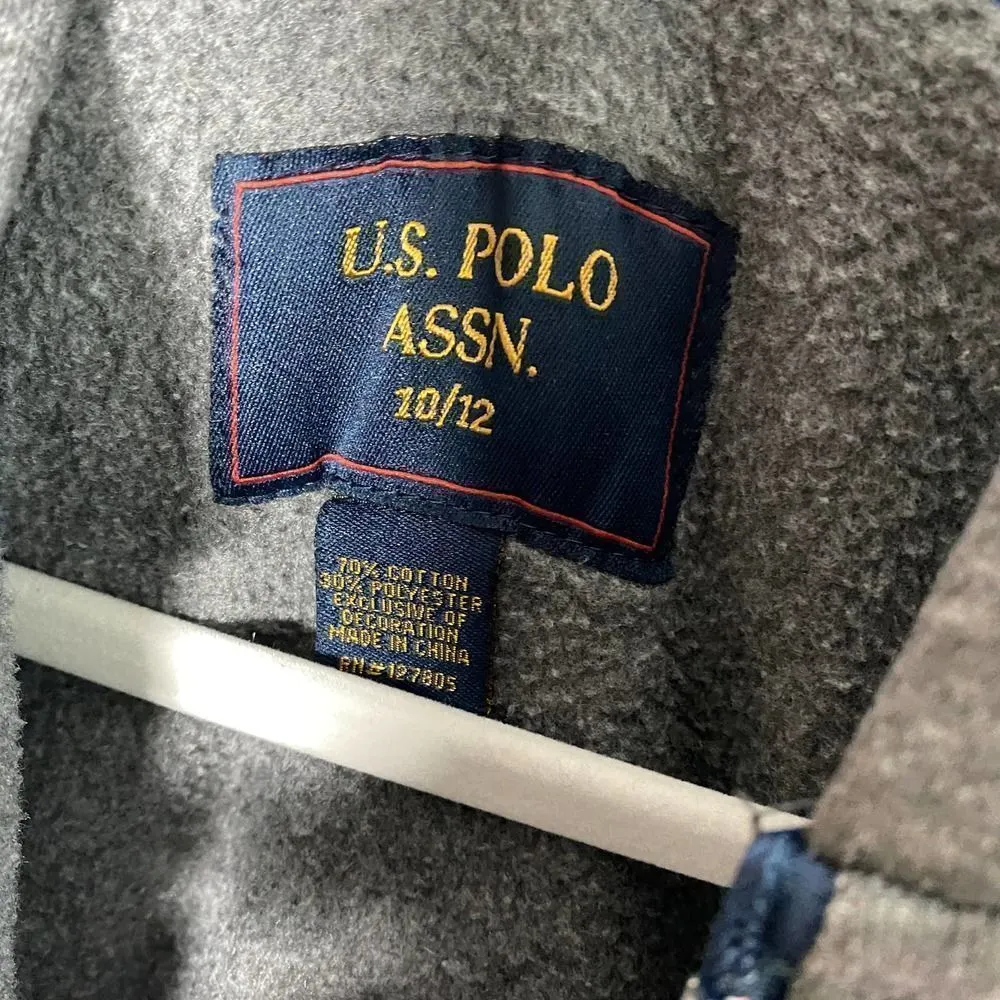 U.S. POLO
ASSN.
10/12
70% COTTON
30% POLYESTER
EXCLUSIVE OF
DECORATION
MADE IN CHINA
RN#127805